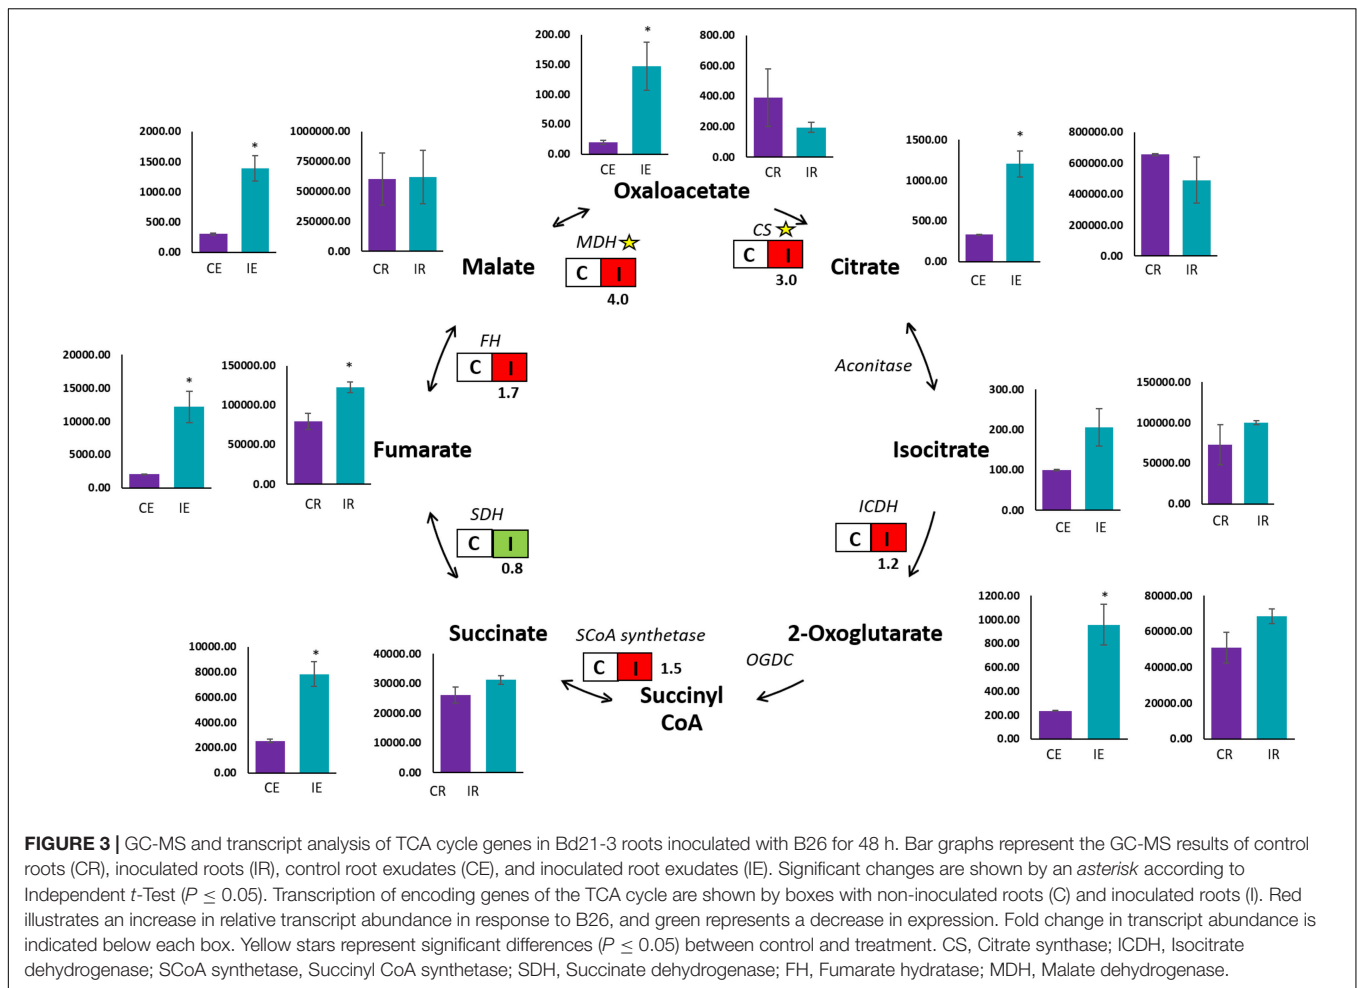 200.00
150.00
100.00
50.00
0.00
*
CE
IE
800.00
600.00
400.00
200.00
0.00
CR
IR
Oxaloacetate
2000.00
1500.00
1000.00
500.00
0.00
*
CE
IE
1000000.00
750000.00
500000.00
250000.00
0.00
CR
IR
Malate
MDH
C
I
4.0
CS
C
I
3.0
Citrate
1500.00
1000.00
500.00
0.00
*
CE
IE
800000.00
600000.00
400000.00
200000.00
0.00
CR
IR
FH
C
I
1.7
Aconitase
20000.00
15000.00
10000.00
5000.00
0.00
*
CE
IE
150000.00
100000.00
50000.00
0.00
*
CR
IR
Fumarate
Isocitrate
300.00
200.00
100.00
0.00
CE
IE
150000.00
100000.00
50000.00
0.00
CR
IR
SDH
C
I
0.8
ICDH
C
I
1.2
10000.00
8000.00
6000.00
4000.00
2000.00
0.00
*
CE
IE
40000.00
30000.00
20000.00
10000.00
0.00
CR
IR
Succinate
SCoA synthetase
C
I
1.5
Succinyl
CoA
OGDC
2-Oxoglutarate
1200.00
1000.00
800.00
600.00
400.00
200.00
0.00
*
CE
IE
80000.00
60000.00
40000.00
20000.00
0.00
CR
IR
FIGURE 3 | GC-MS and transcript analysis of TCA cycle genes in Bd21-3 roots inoculated with B26 for 48 h. Bar graphs represent the GC-MS results of control
roots (CR), inoculated roots (IR), control root exudates (CE), and inoculated root exudates (IE). Significant changes are shown by an asterisk according to
Independent t-Test (P ≤ 0.05). Transcription of encoding genes of the TCA cycle are shown by boxes with non-inoculated roots (C) and inoculated roots (I). Red
illustrates an increase in relative transcript abundance in response to B26, and green represents a decrease in expression. Fold change in transcript abundance is
indicated below each box. Yellow stars represent significant differences (P ≤ 0.05) between control and treatment. CS, Citrate synthase; ICDH, Isocitrate
dehydrogenase; SCoA synthetase, Succinyl CoA synthetase; SDH, Succinate dehydrogenase; FH, Fumarate hydratase; MDH, Malate dehydrogenase.